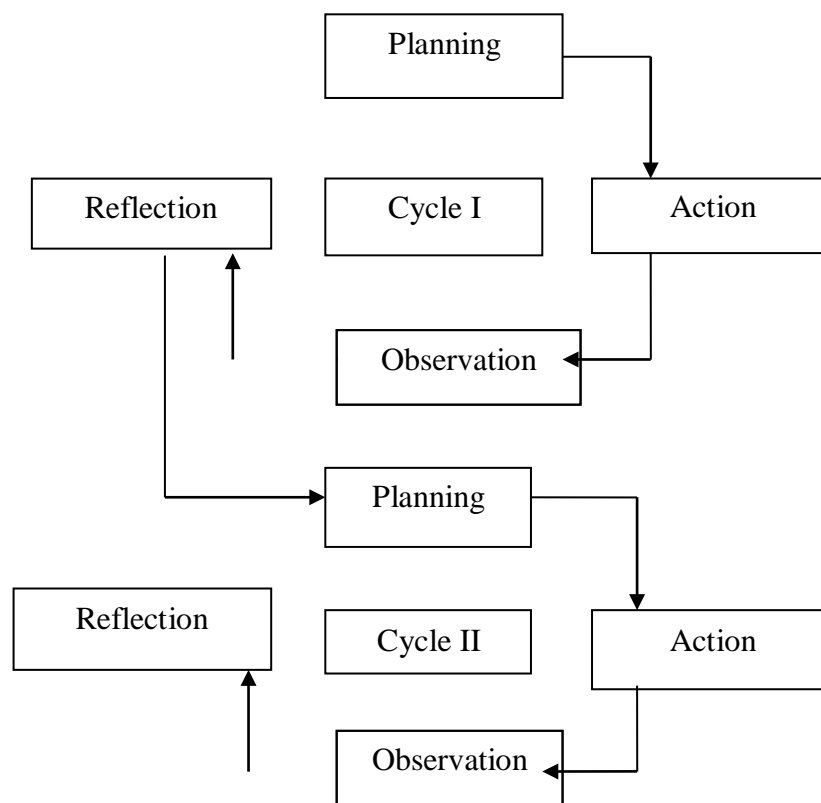 Planning
Reflection
Cycle I
Action
Observation
Planning
Reflection
Cycle II
Action
Observation